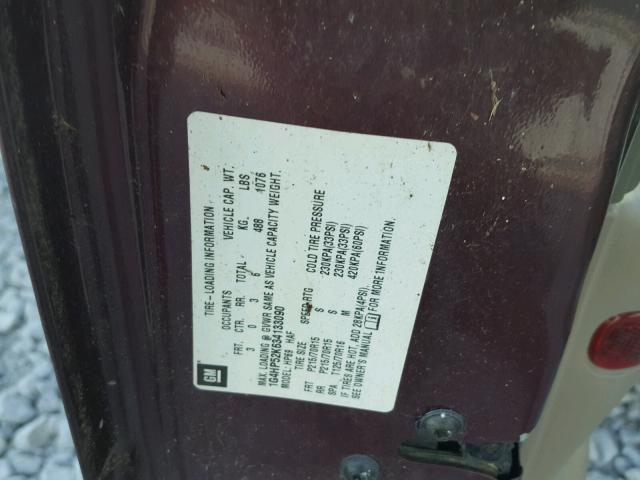 TIRE-LOADING INFORMATION
OCCUPANTS VEHICLE CAP. WT.
FRT. CTR. RR. TOTAL KG. LBS
3 0 3 6 488 1076
MAX. LOADING @ GVWR SAME AS VEHICLE CAPACITY WEIGHT.
1G4HP52K634133090
MODEL: HP69 HAF
TIRE SIZE SPEED RTG COLD TIRE PRESSURE
FRT P215/70R15 S 230KPA(33PSI)
RR P215/70R15 S 230KPA(33PSI)
SPA T125/70R16 M 420KPA(60PSI)
IF TIRES ARE HOT, ADD 28KPA(4PSI).
SEE OWNER'S MANUAL FOR MORE INFORMATION.
GM